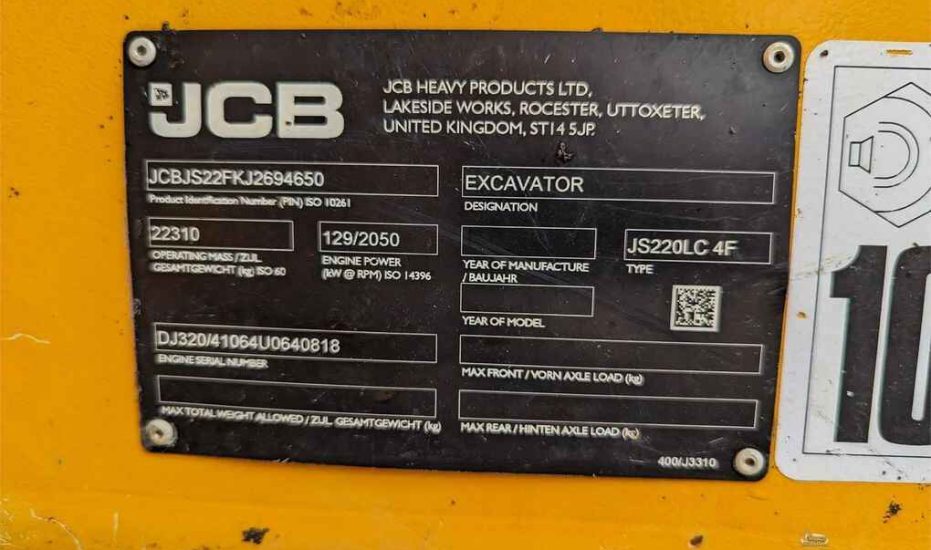 JCB
JCB HEAVY PRODUCTS LTD,
LAKESIDE WORKS, ROCESTER, UTTOXETER,
UNITED KINGDOM, ST14 5JP.
JCBJS22FKJ2694650
Product Identification Number (PIN) ISO 10261
EXCAVATOR
DESIGNATION
22310
OPERATING MASS / ZUL.
GESAMTGEWICHT (kg) ISO 60
129/2050
ENGINE POWER
(kW @ RPM) ISO 14396
YEAR OF MANUFACTURE
/ BAUJAHR
JS220LC 4F
TYPE
YEAR OF MODEL
DJ320/41064U0640818
ENGINE SERIAL NUMBER
MAX FRONT / VORN AXLE LOAD (kg)
MAX TOTAL WEIGHT ALLOWED / ZUL. GESAMTGEWICHT (kg)
MAX REAR / HINTEN AXLE LOAD (kg)
400/J3310